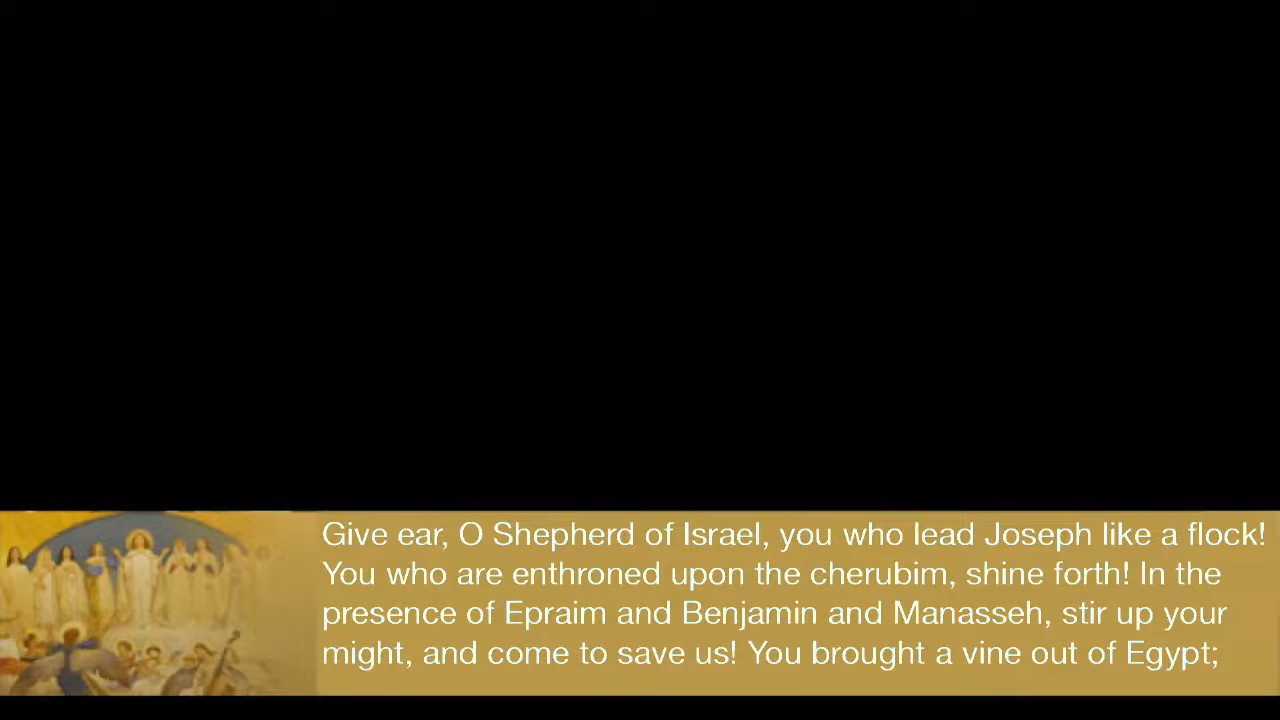 Give ear, O Shepherd of Israel, you who lead Joseph like a flock!
You who are enthroned upon the cherubim, shine forth! In the
presence of Epraim and Benjamin and Manasseh, stir up your
might, and come to save us! You brought a vine out of Egypt;